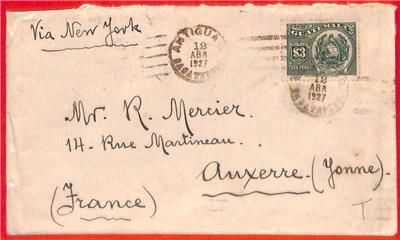 Via New York
ANTIGUA
12
ABR
1927
GUATEMALA
$3
12
ABR
1927
Mr. R. Mercier
14 - Rue Martineau.
Auxerre (Yonne).
(France)
T